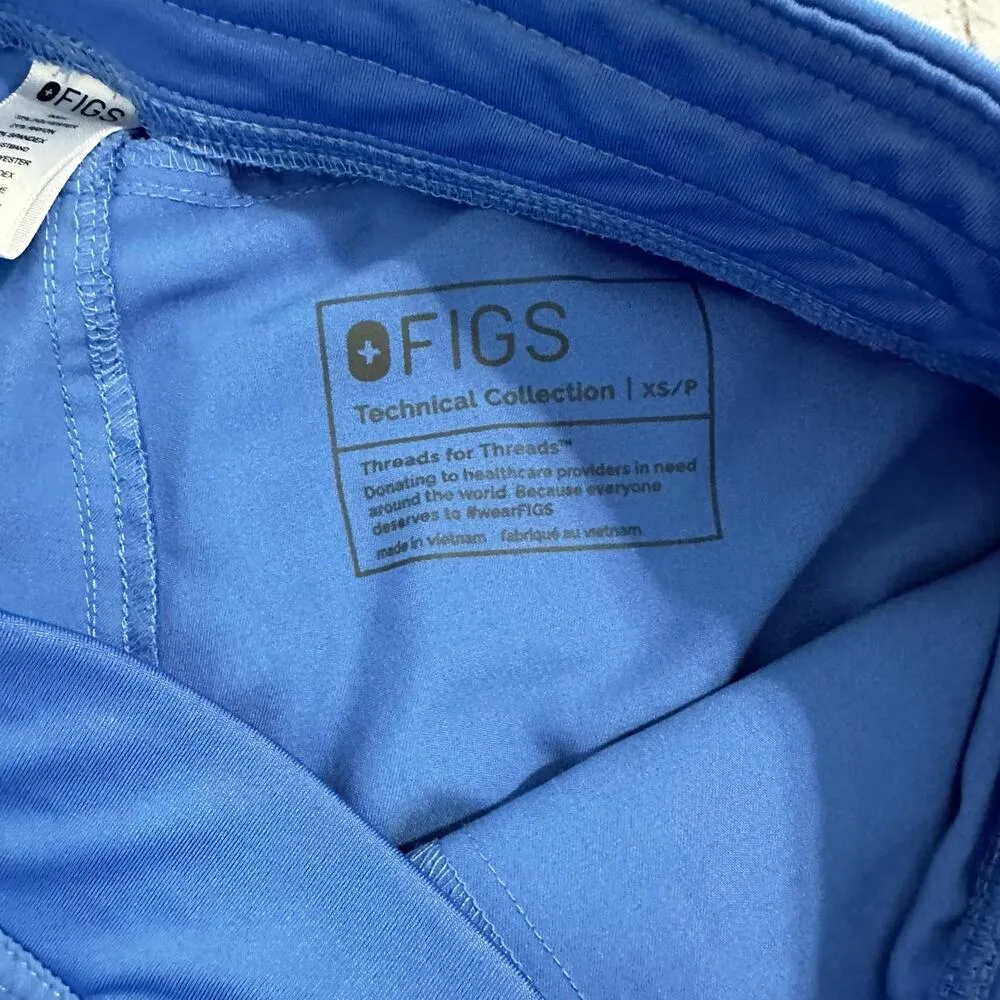 FIGS
SPANDEX
FIGS
Technical Collection | XS/P
Threads for Threads™
Donating to healthcare providers in need
around the world. Because everyone
deserves to #wearFIGS
made in vietnam fabriqué au vietnam